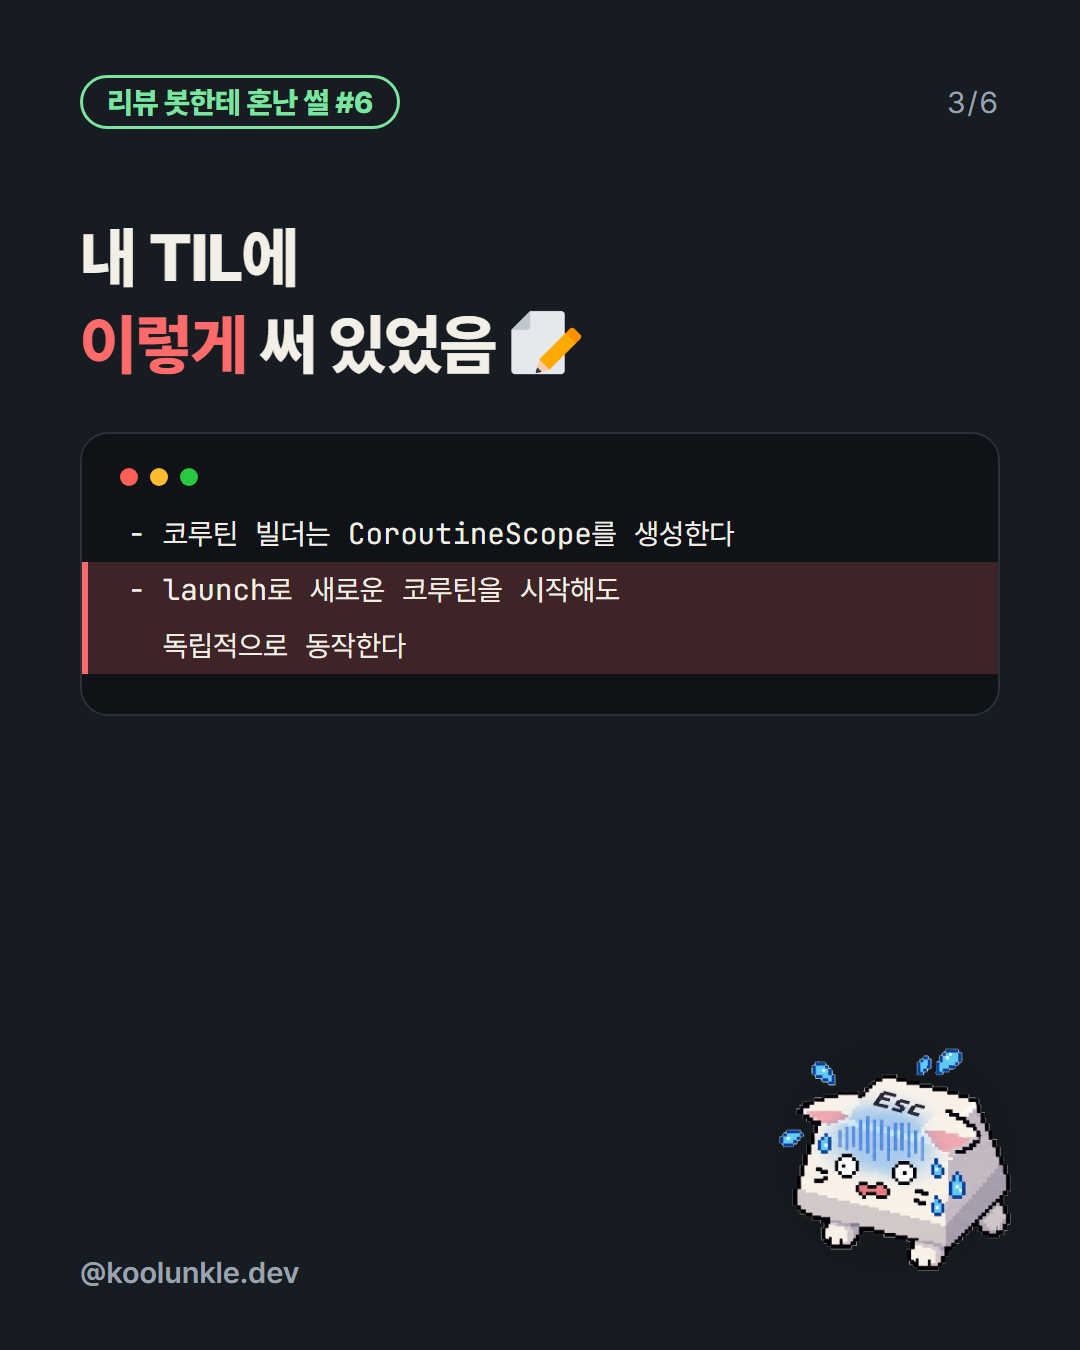 리뷰 봇한테 혼난 썰 #6
3/6
내 TIL에
이렇게 써 있었음
- 코루틴 빌더는 CoroutineScope를 생성한다
- launch로 새로운 코루틴을 시작해도
독립적으로 동작한다
Esc
@koolunkle.dev